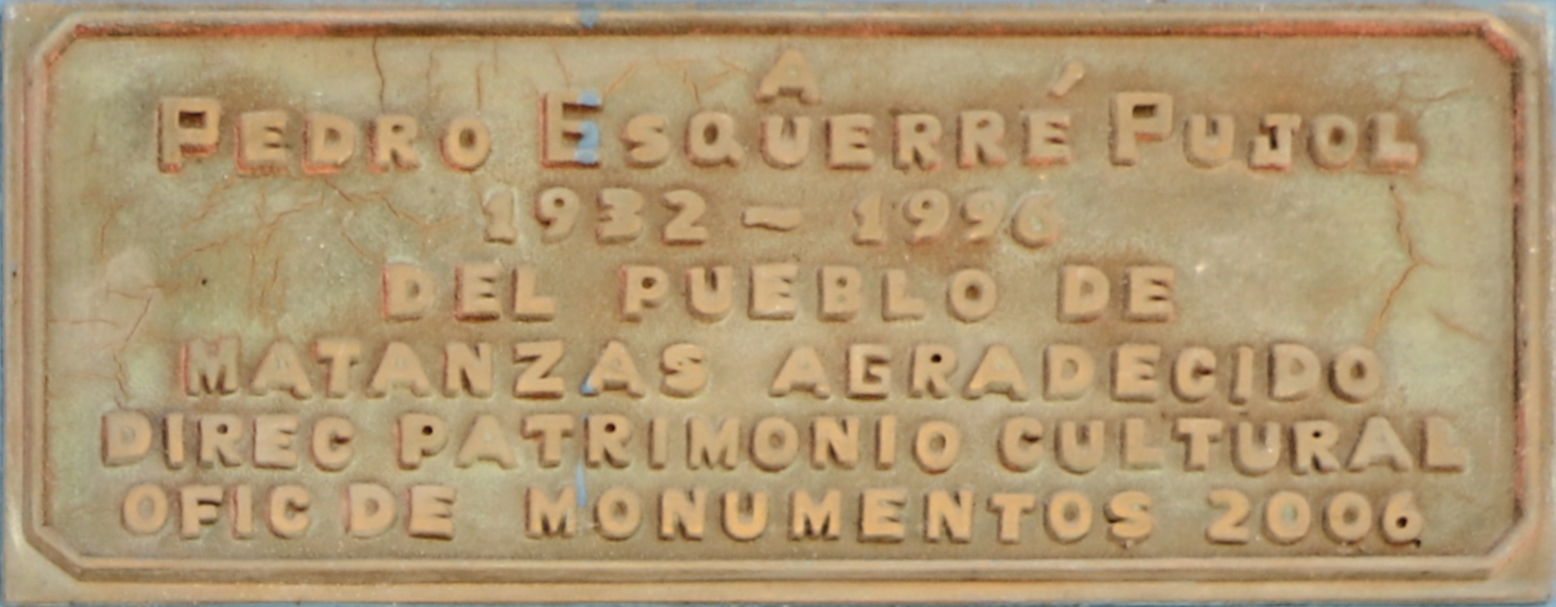 A
PEDRO ESQUERRÉ PUJOL
1932 - 1996
DEL PUEBLO DE
MATANZAS AGRADECIDO
DIREC PATRIMONIO CULTURAL
OFIC DE MONUMENTOS 2006